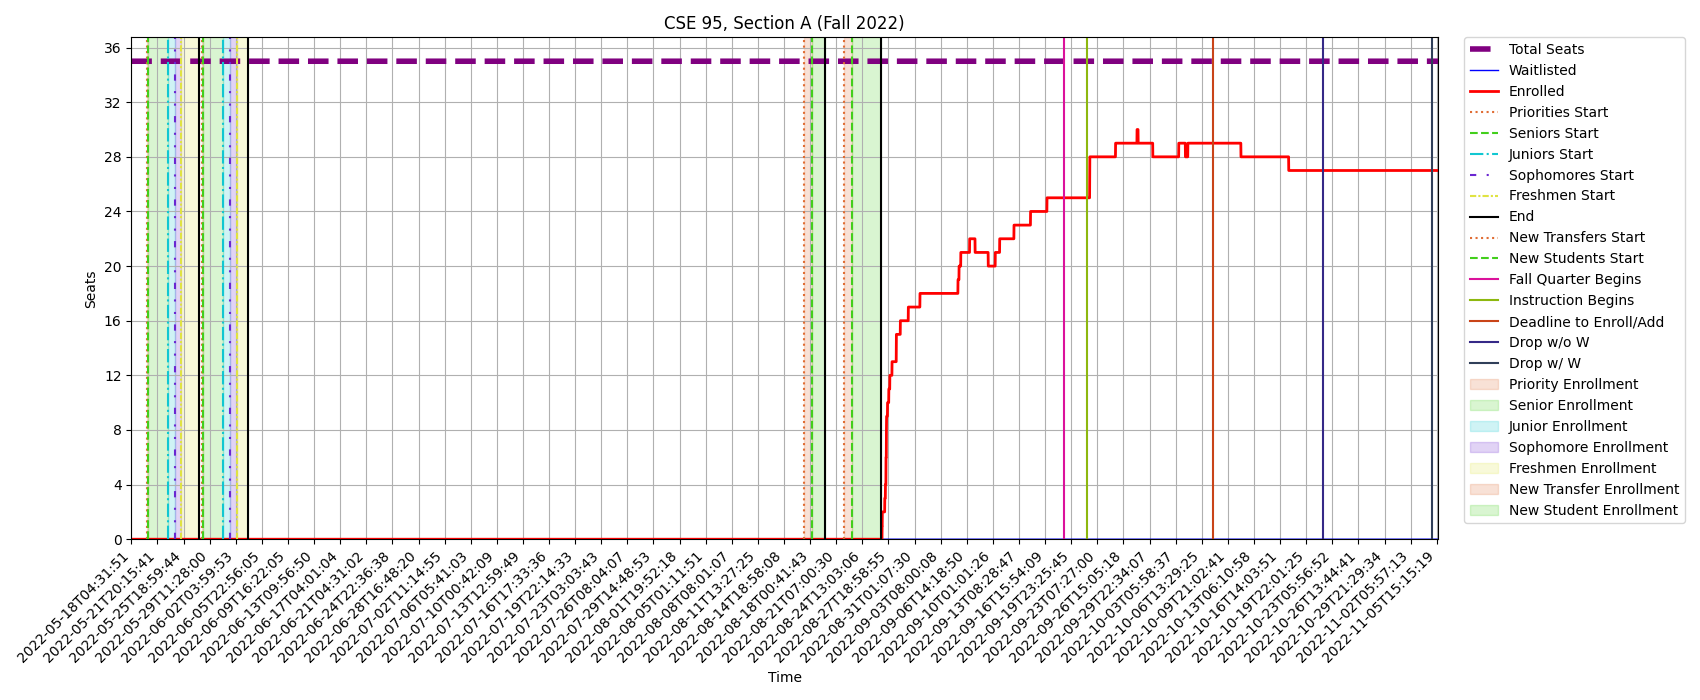 CSE 95, Section A (Fall 2022)
Seats
36
32
28
24
20
16
12
8
4
0
2022-05-18T04:31:51
2022-05-21T20:15:41
2022-05-25T18:59:44
2022-05-29T11:28:00
2022-06-02T03:59:53
2022-06-05T22:56:05
2022-06-09T16:22:05
2022-06-13T09:56:50
2022-06-17T04:01:04
2022-06-21T04:31:02
2022-06-24T22:36:38
2022-06-28T16:48:20
2022-07-02T11:14:55
2022-07-06T05:41:03
2022-07-10T00:42:09
2022-07-13T12:59:49
2022-07-16T17:33:36
2022-07-19T22:14:33
2022-07-23T03:03:43
2022-07-26T08:04:07
2022-07-29T14:48:53
2022-08-01T19:52:18
2022-08-05T01:11:51
2022-08-08T08:01:07
2022-08-11T13:27:25
2022-08-14T18:58:08
2022-08-18T00:41:43
2022-08-21T07:00:30
2022-08-24T13:03:06
2022-08-27T18:58:55
2022-08-31T01:07:30
2022-09-03T08:00:08
2022-09-06T14:18:50
2022-09-10T01:01:26
2022-09-13T08:28:47
2022-09-16T15:54:09
2022-09-19T23:25:45
2022-09-23T07:27:00
2022-09-26T15:05:18
2022-09-29T22:34:07
2022-10-03T05:58:37
2022-10-06T13:29:25
2022-10-09T21:02:41
2022-10-13T06:10:58
2022-10-16T14:03:51
2022-10-19T22:01:25
2022-10-23T05:56:52
2022-10-26T13:44:41
2022-10-29T21:29:34
2022-11-02T05:57:13
2022-11-05T15:15:19
Time
Total Seats
Waitlisted
Enrolled
Priorities Start
Seniors Start
Juniors Start
Sophomores Start
Freshmen Start
End
New Transfers Start
New Students Start
Fall Quarter Begins
Instruction Begins
Deadline to Enroll/Add
Drop w/o W
Drop w/ W
Priority Enrollment
Senior Enrollment
Junior Enrollment
Sophomore Enrollment
Freshmen Enrollment
New Transfer Enrollment
New Student Enrollment